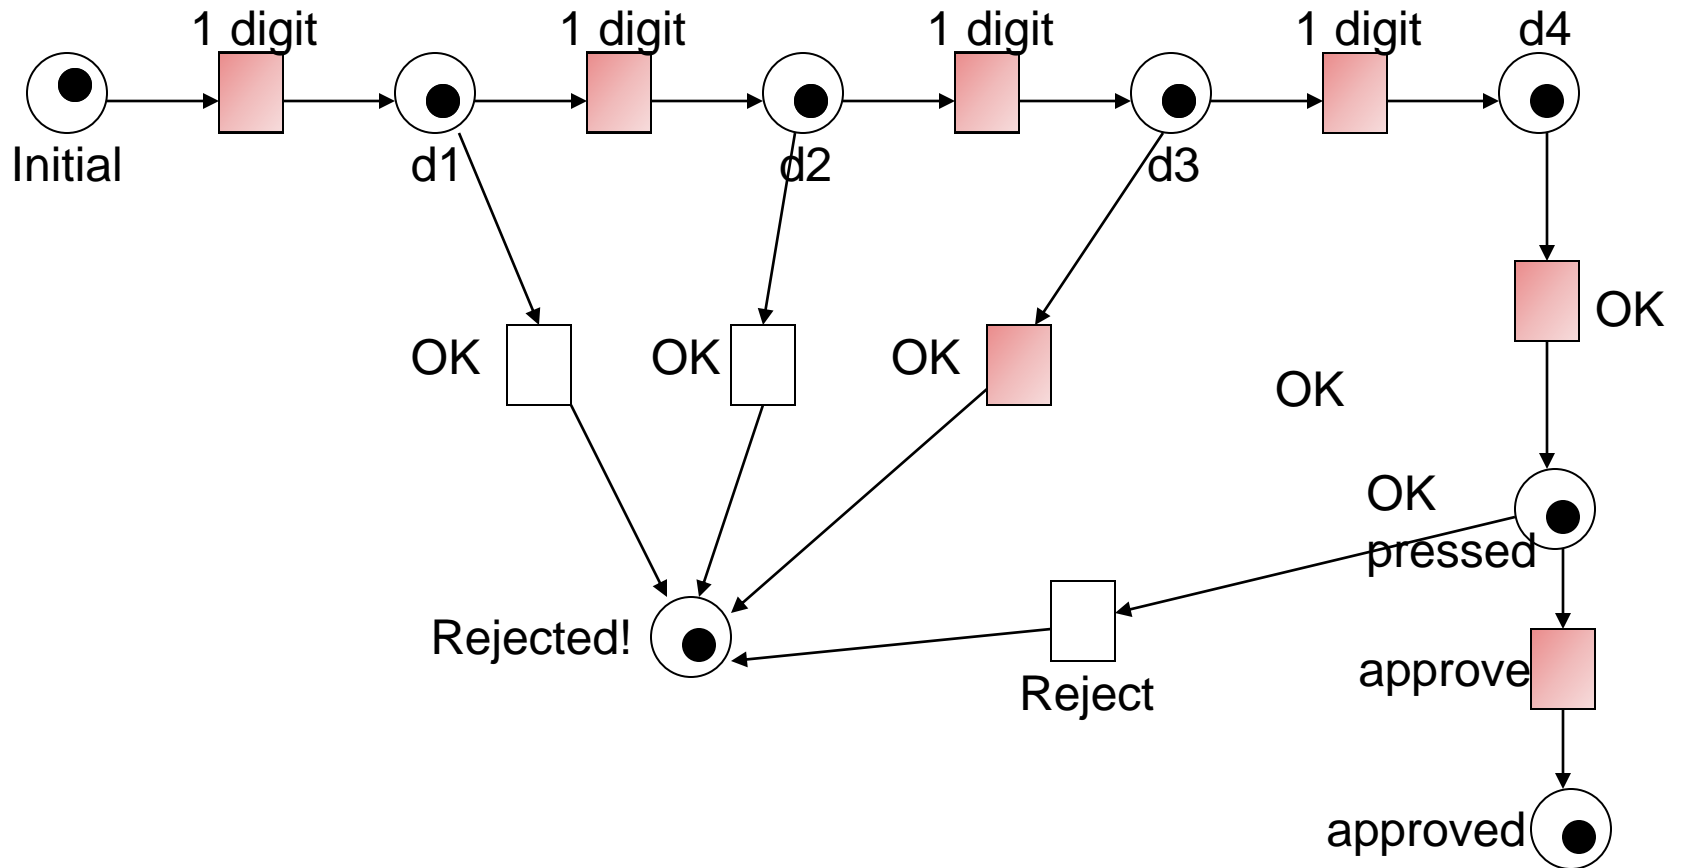 1 digit
1 digit
1 digit
1 digit
d4
Initial
d1
d2
d3
OK
OK
OK
OK
OK
OK
pressed
Rejected!
Reject
approve
approved